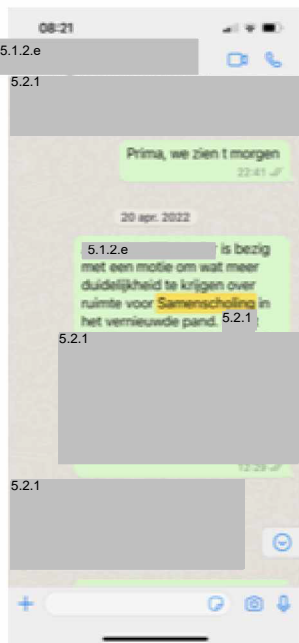 08:21
5.1.2.e
5.2.1
Prima, we zien t morgen
22:41
20 apr. 2022
5.1.2.e is bezig
met een motie om wat meer
duidelijkheid te krijgen over
ruimte voor Samenscholing in
het vernieuwde pand. 5.2.1
5.2.1
12:29
5.2.1